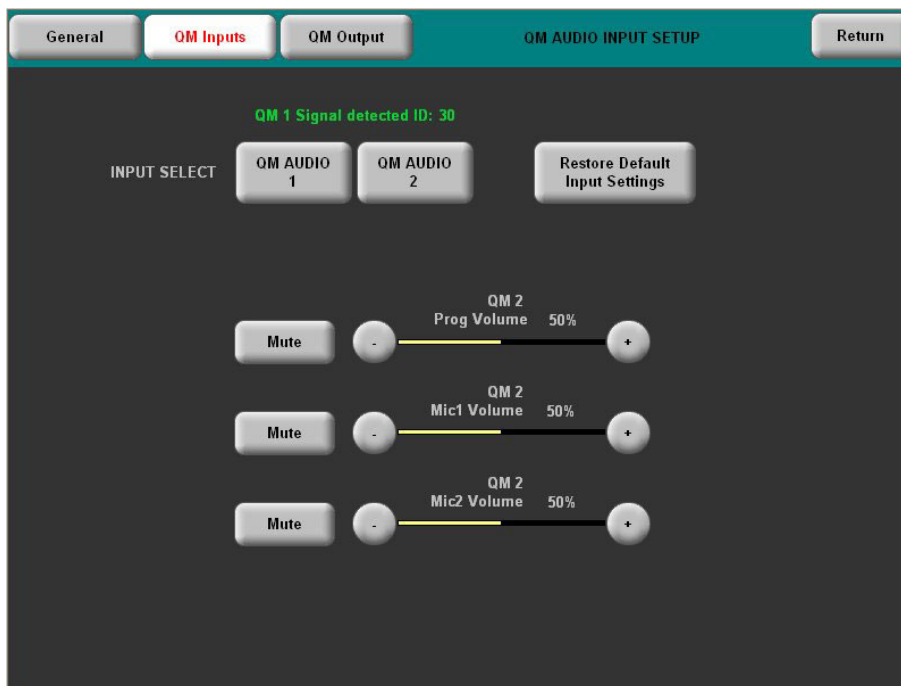 General
QM Inputs
QM Output
QM AUDIO INPUT SETUP
Return
QM 1 Signal detected ID: 30
INPUT SELECT
QM AUDIO
1
QM AUDIO
2
Restore Default
Input Settings
QM 2
Prog Volume 50%
Mute
-
+
QM 2
Mic1 Volume 50%
Mute
-
+
QM 2
Mic2 Volume 50%
Mute
-
+